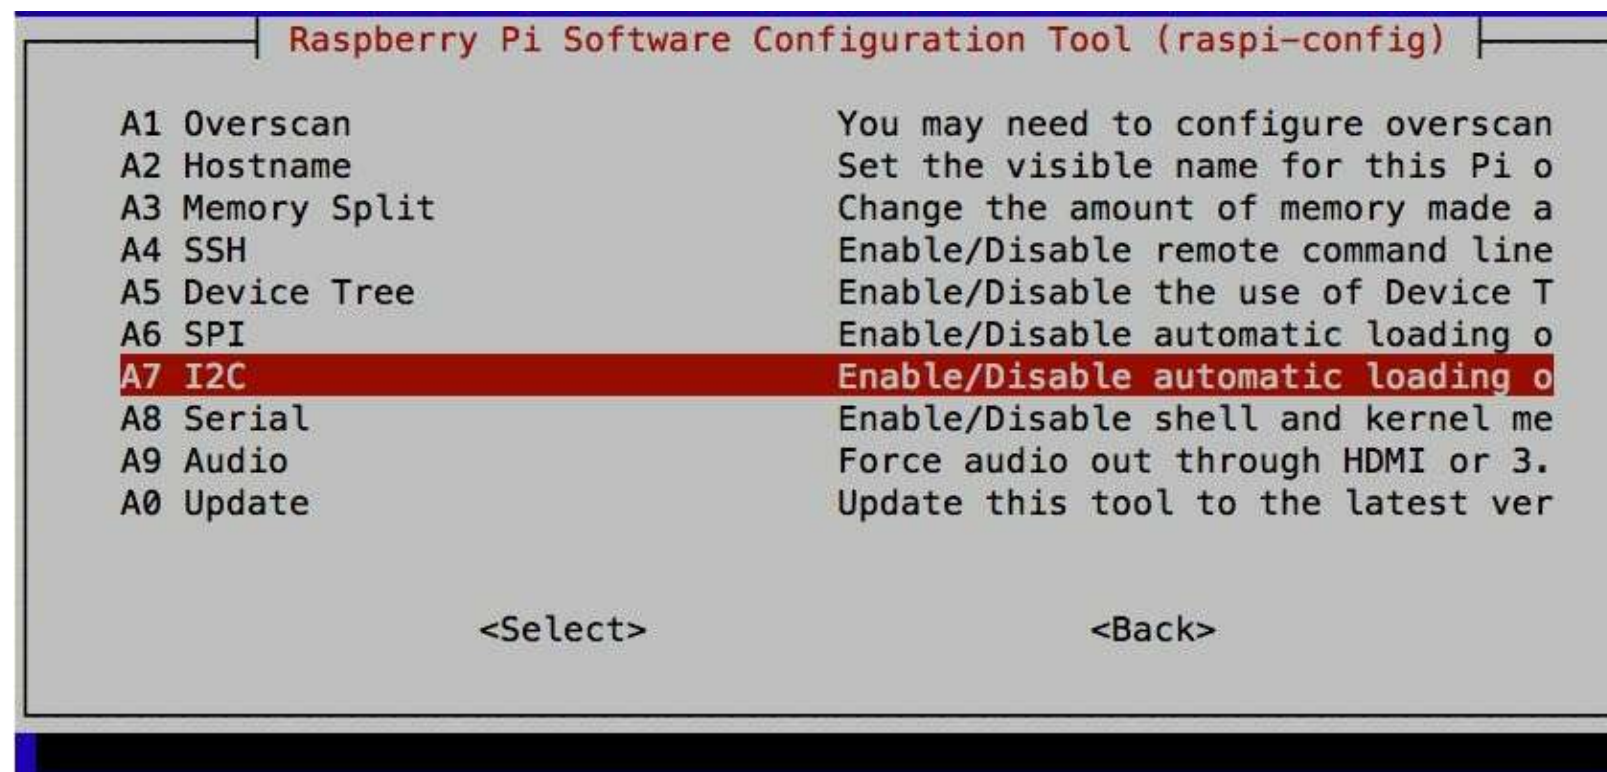 Raspberry Pi Software Configuration Tool (raspi-config)
A1 Overscan You may need to configure overscan
A2 Hostname Set the visible name for this Pi o
A3 Memory Split Change the amount of memory made a
A4 SSH Enable/Disable remote command line
A5 Device Tree Enable/Disable the use of Device T
A6 SPI Enable/Disable automatic loading o
A7 I2C Enable/Disable automatic loading o
A8 Serial Enable/Disable shell and kernel me
A9 Audio Force audio out through HDMI or 3.
A0 Update Update this tool to the latest ver
<Select> <Back>